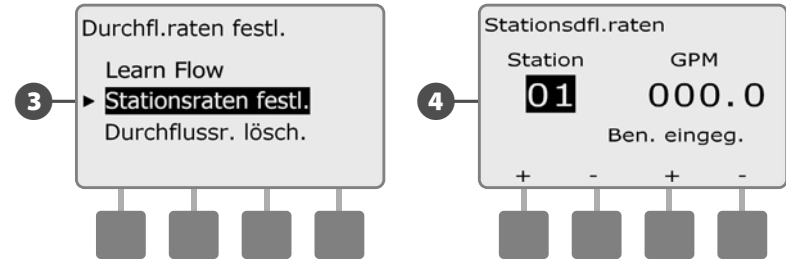 3
Durchfl.raten festl.
Learn Flow
▶ Stationsraten festl.
Durchflussr. lösch.
4
Stationsdfl.raten
Station GPM
01 000.0
Ben. eingeg.
+ - + -